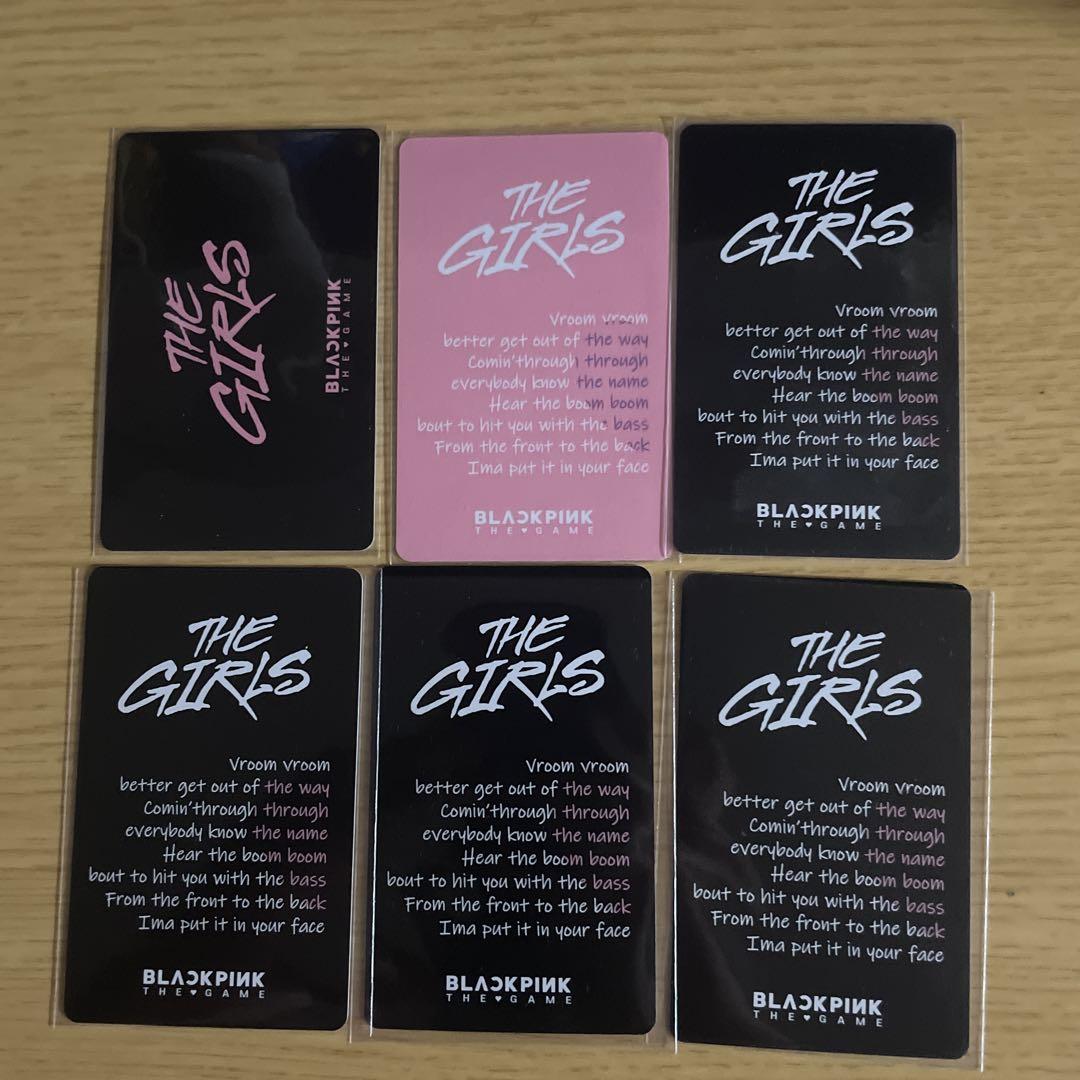 THE
GIRLS
BLACKPINK
THE♥GAME
THE
GIRLS
Vroom vroom
better get out of the way
Comin'through through
everybody know the name
Hear the boom boom
bout to hit you with the bass
From the front to the back
Ima put it in your face
BLACKPINK
THE♥GAME
THE
GIRLS
Vroom vroom
better get out of the way
Comin'through through
everybody know the name
Hear the boom boom
bout to hit you with the bass
From the front to the back
Ima put it in your face
BLACKPINK
THE♥GAME
THE
GIRLS
Vroom vroom
better get out of the way
Comin'through through
everybody know the name
Hear the boom boom
bout to hit you with the bass
From the front to the back
Ima put it in your face
BLACKPINK
THE♥GAME
THE
GIRLS
Vroom vroom
better get out of the way
Comin'through through
everybody know the name
Hear the boom boom
bout to hit you with the bass
From the front to the back
Ima put it in your face
BLACKPINK
THE♥GAME
THE
GIRLS
Vroom vroom
better get out of the way
Comin'through through
everybody know the name
Hear the boom boom
bout to hit you with the bass
From the front to the back
Ima put it in your face
BLACKPINK
THE♥GAME